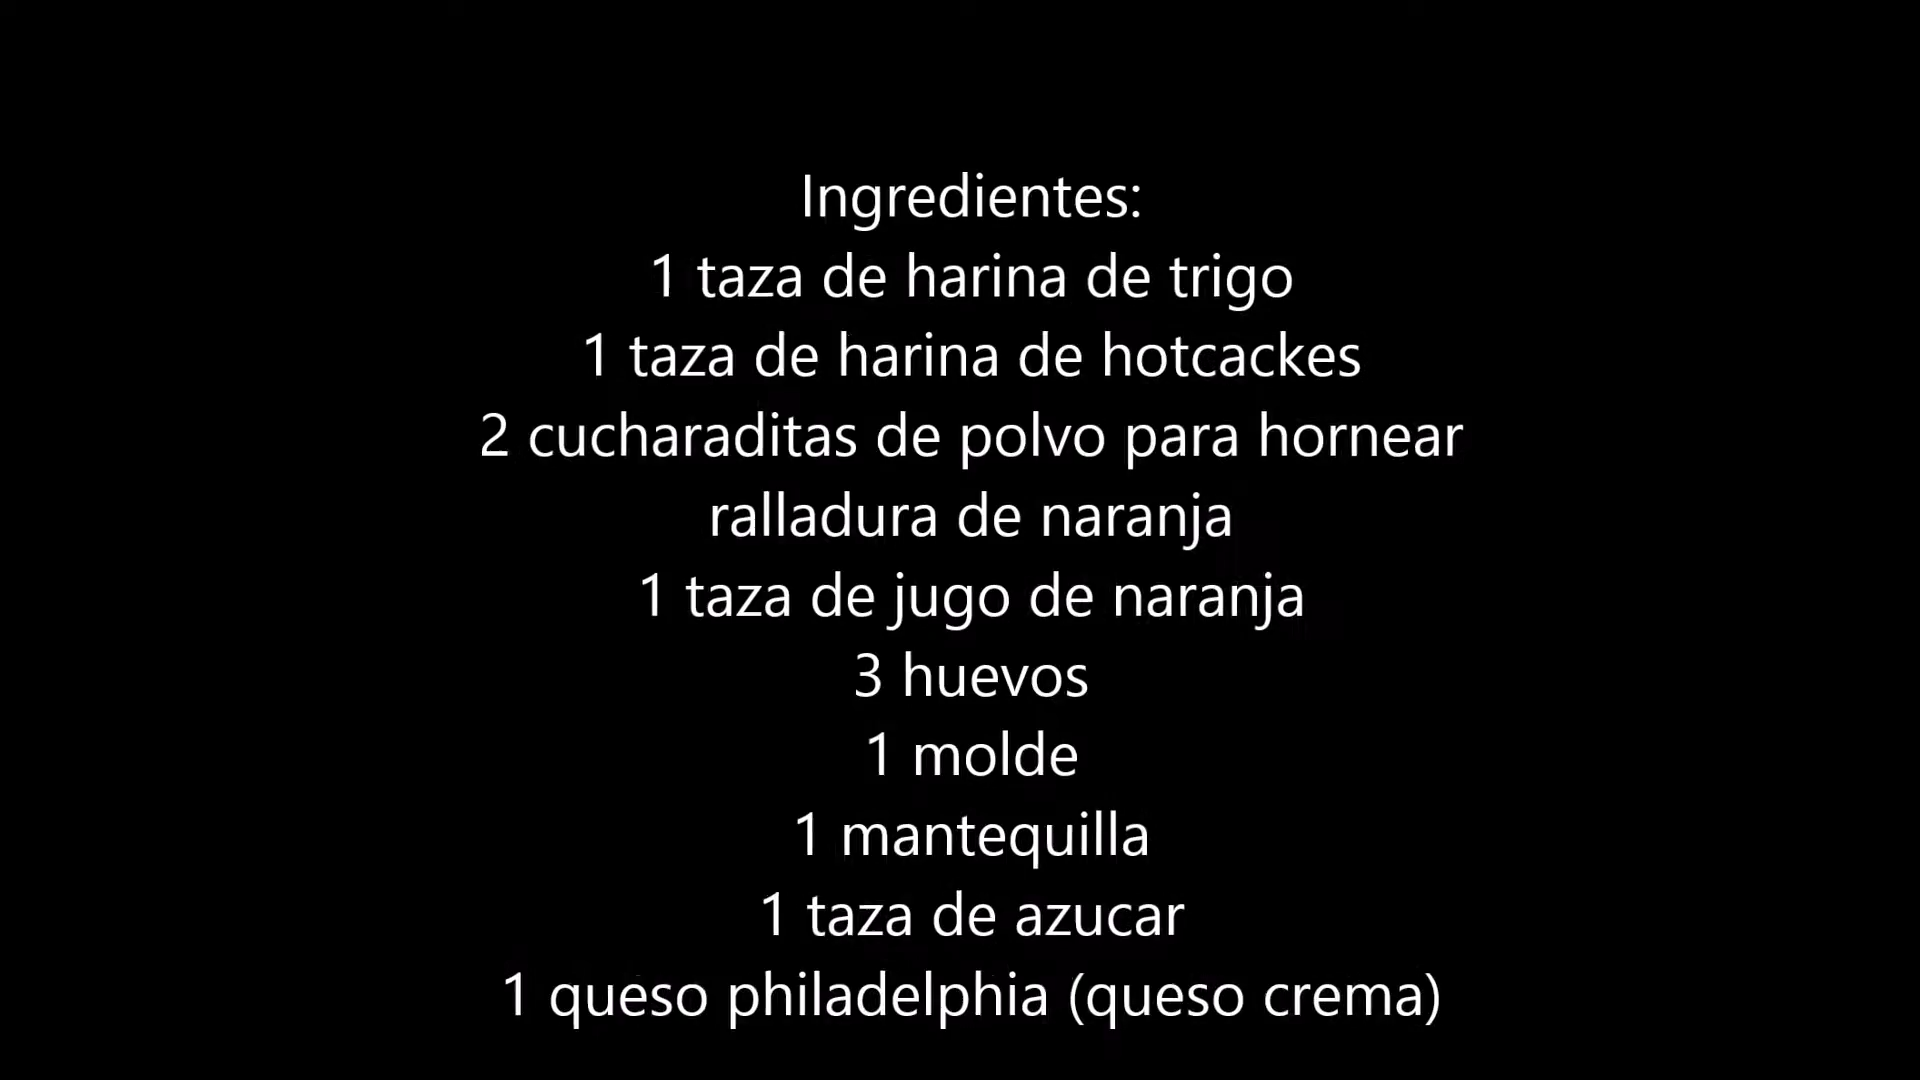 Ingredientes:
1 taza de harina de trigo
1 taza de harina de hotcackes
2 cucharaditas de polvo para hornear
ralladura de naranja
1 taza de jugo de naranja
3 huevos
1 molde
1 mantequilla
1 taza de azucar
1 queso philadelphia (queso crema)